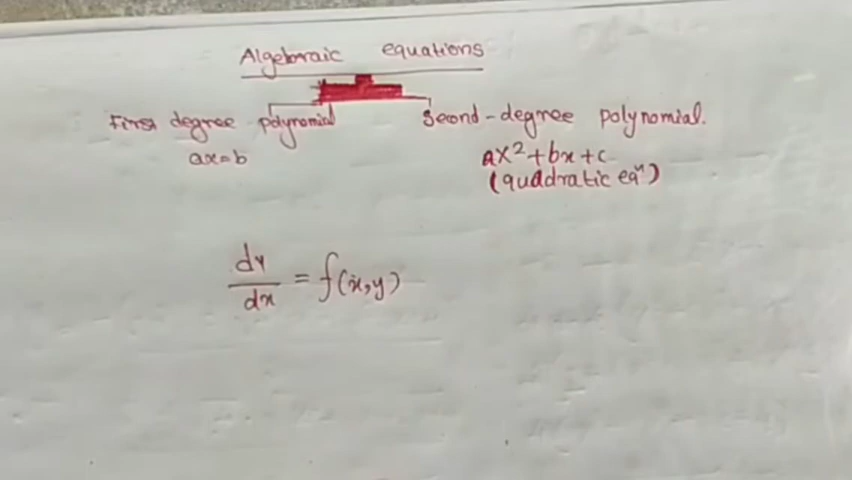 Algebraic equations
First degree polynomial
ax=b
Second-degree polynomial.
ax²+bx+c
(quadratic eqⁿ)
dy/dx = f(x,y)